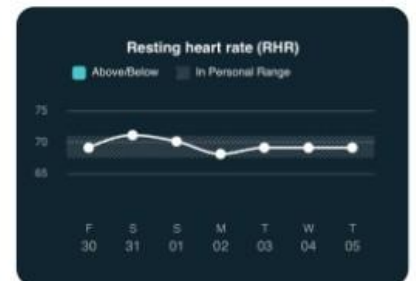 Resting heart rate (RHR)
Above/Below In Personal Range
75
70
65
F S S M T W T
30 31 01 02 03 04 05